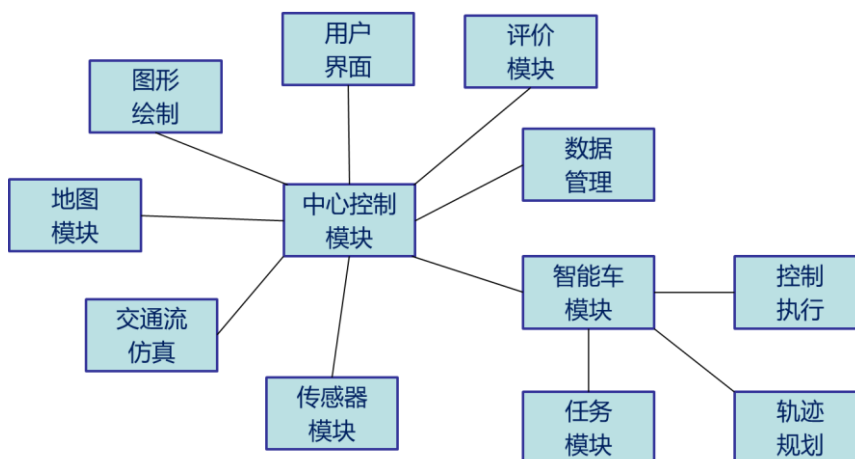 用户
界面
评价
模块
图形
绘制
数据
管理
地图
模块
中心控制
模块
智能车
模块
控制
执行
交通流
仿真
传感器
模块
任务
模块
轨迹
规划